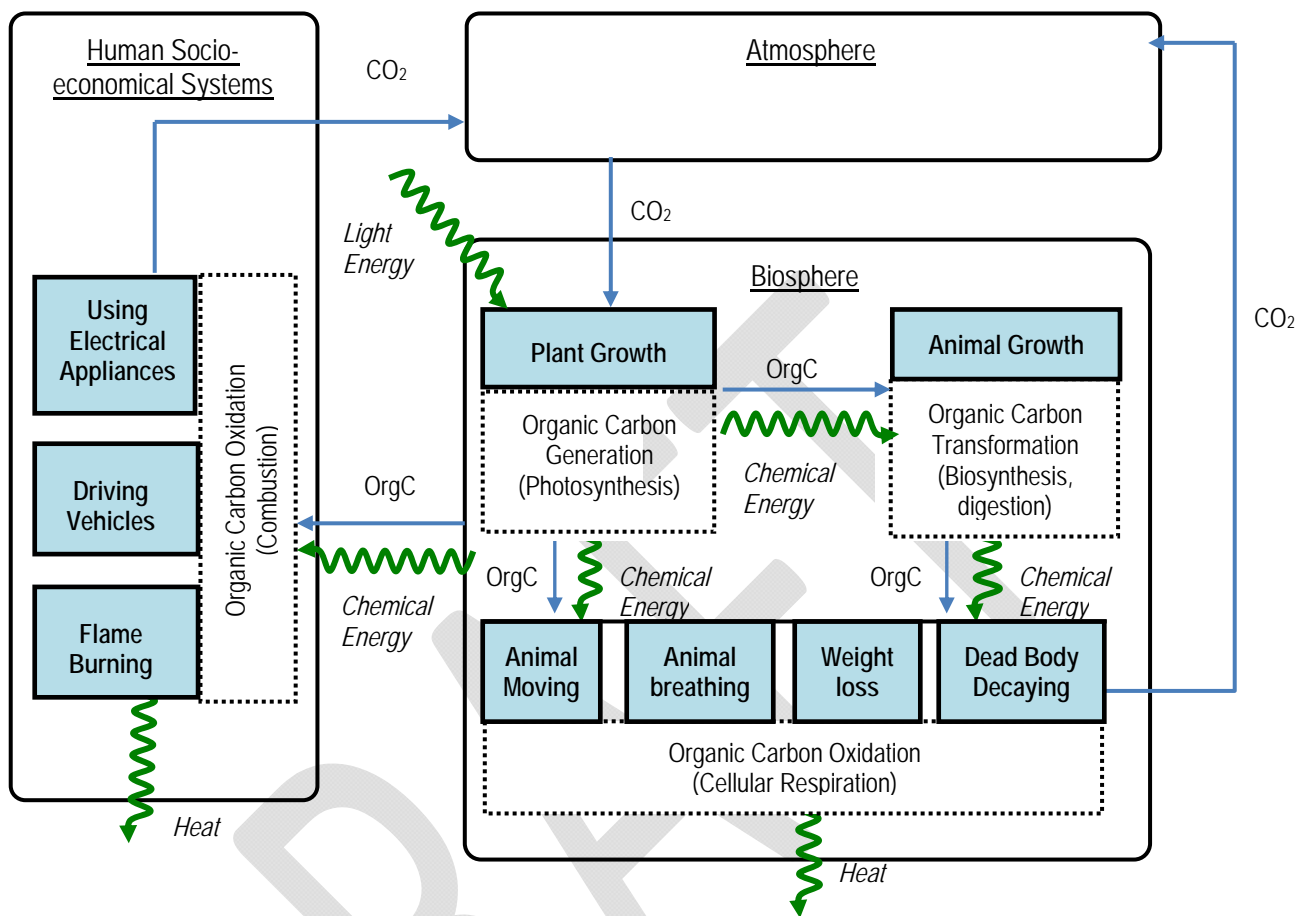 Human Socio-
economical Systems
CO₂
Atmosphere
CO₂
Light
Energy
Biosphere
CO₂
Using
Electrical
Appliances
Driving
Vehicles
Flame
Burning
Organic Carbon Oxidation
(Combustion)
Heat
OrgC
Chemical
Energy
Plant Growth
Organic Carbon
Generation
(Photosynthesis)
OrgC
Chemical
Energy
Animal Growth
Organic Carbon
Transformation
(Biosynthesis,
digestion)
OrgC
Chemical
Energy
OrgC
Chemical
Energy
Animal
Moving
Animal
breathing
Weight
loss
Dead Body
Decaying
Organic Carbon Oxidation
(Cellular Respiration)
Heat
DRAFT